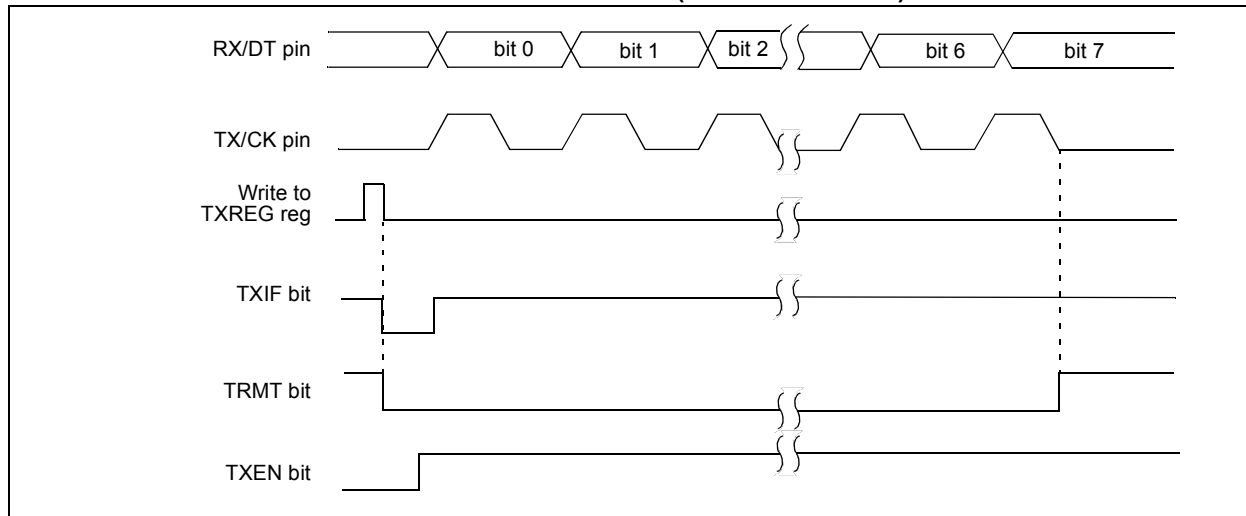 RX/DT pin
bit 0
bit 1
bit 2
bit 6
bit 7
TX/CK pin
Write to
TXREG reg
TXIF bit
TRMT bit
TXEN bit